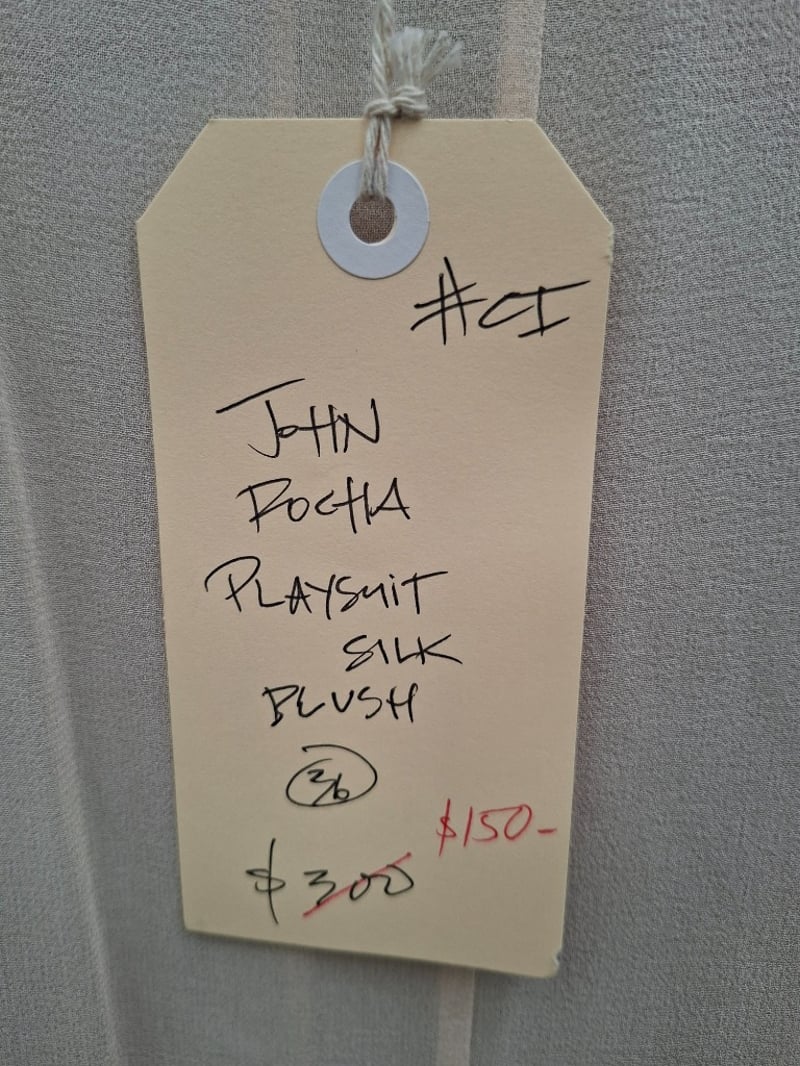 #CI
JOHN
ROCHA
PLAYSUIT
SILK
BLUSH
$150-
$300